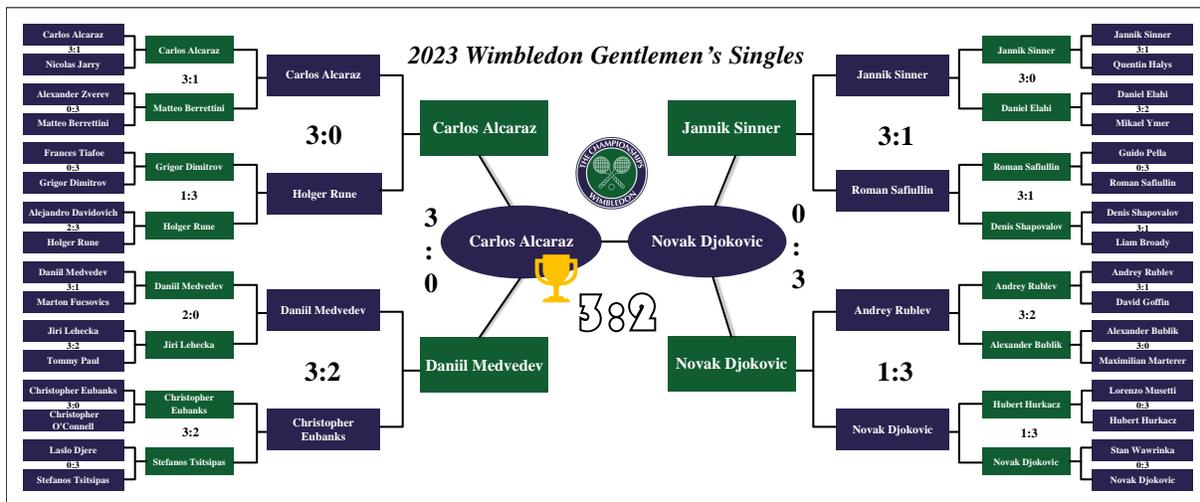 2023 Wimbledon Gentlemen's Singles
Carlos Alcaraz
3:1
Nicolas Jarry
Alexander Zverev
0:3
Matteo Berrettini
Frances Tiafoe
0:3
Grigor Dimitrov
Alejandro Davidovich
2:3
Holger Rune
Daniil Medvedev
3:1
Marton Fucsovics
Jiri Lehecka
3:2
Tommy Paul
Christopher Eubanks
3:0
Christopher
O'Connell
Laslo Djere
0:3
Stefanos Tsitsipas
Carlos Alcaraz
3:1
Matteo Berrettini
Grigor Dimitrov
1:3
Holger Rune
Daniil Medvedev
2:0
Jiri Lehecka
Christopher
Eubanks
3:2
Stefanos Tsitsipas
Carlos Alcaraz
3:0
Holger Rune
Daniil Medvedev
3:2
Christopher
Eubanks
Carlos Alcaraz
3
:
0
Daniil Medvedev
Carlos Alcaraz
THE CHAMPIONSHIPS
WIMBLEDON
3:2
Novak Djokovic
Jannik Sinner
0
:
3
Novak Djokovic
Jannik Sinner
3:1
Roman Safiullin
Andrey Rublev
1:3
Novak Djokovic
Jannik Sinner
3:0
Daniel Elahi
Roman Safiullin
3:1
Denis Shapovalov
Andrey Rublev
3:2
Alexander Bublik
Hubert Hurkacz
1:3
Novak Djokovic
Jannik Sinner
3:1
Quentin Halys
Daniel Elahi
3:2
Mikael Ymer
Guido Pella
0:3
Roman Safiullin
Denis Shapovalov
3:1
Liam Broady
Andrey Rublev
3:1
David Goffin
Alexander Bublik
3:0
Maximilian Marterer
Lorenzo Musetti
0:3
Hubert Hurkacz
Stan Wawrinka
0:3
Novak Djokovic